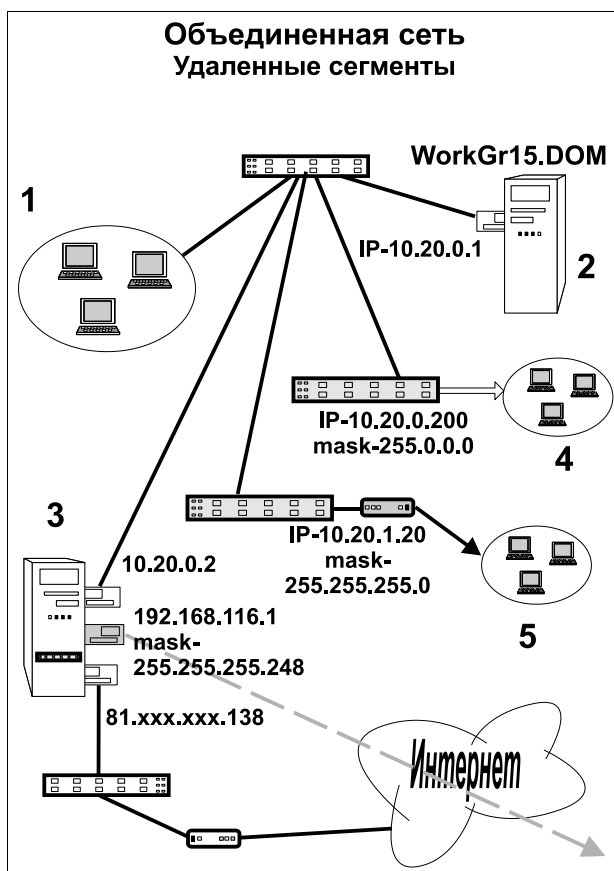 Объединенная сеть
Удаленные сегменты
WorkGr15.DOM
1
IP-10.20.0.1
2
IP-10.20.0.200
mask-255.0.0.0
4
3
IP-10.20.1.20
mask-
255.255.255.0
5
10.20.0.2
192.168.116.1
mask-
255.255.255.248
81.xxx.xxx.138
Интернет